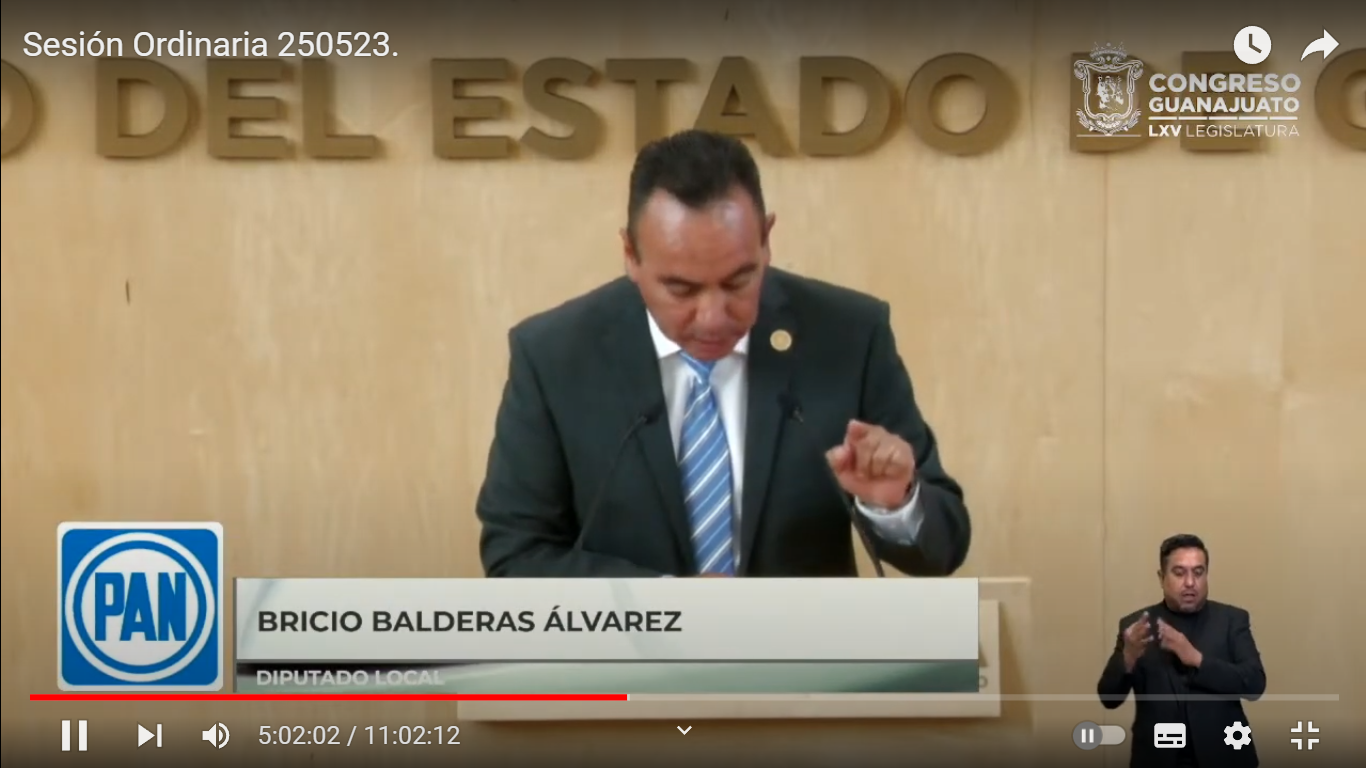 Sesión Ordinaria 250523.
DEL ESTADO DE
CONGRESO
GUANAJUATO
LXV LEGISLATURA
PAN
BRICIO BALDERAS ÁLVAREZ
DIPUTADO LOCAL
5:02:02 / 11:02:12